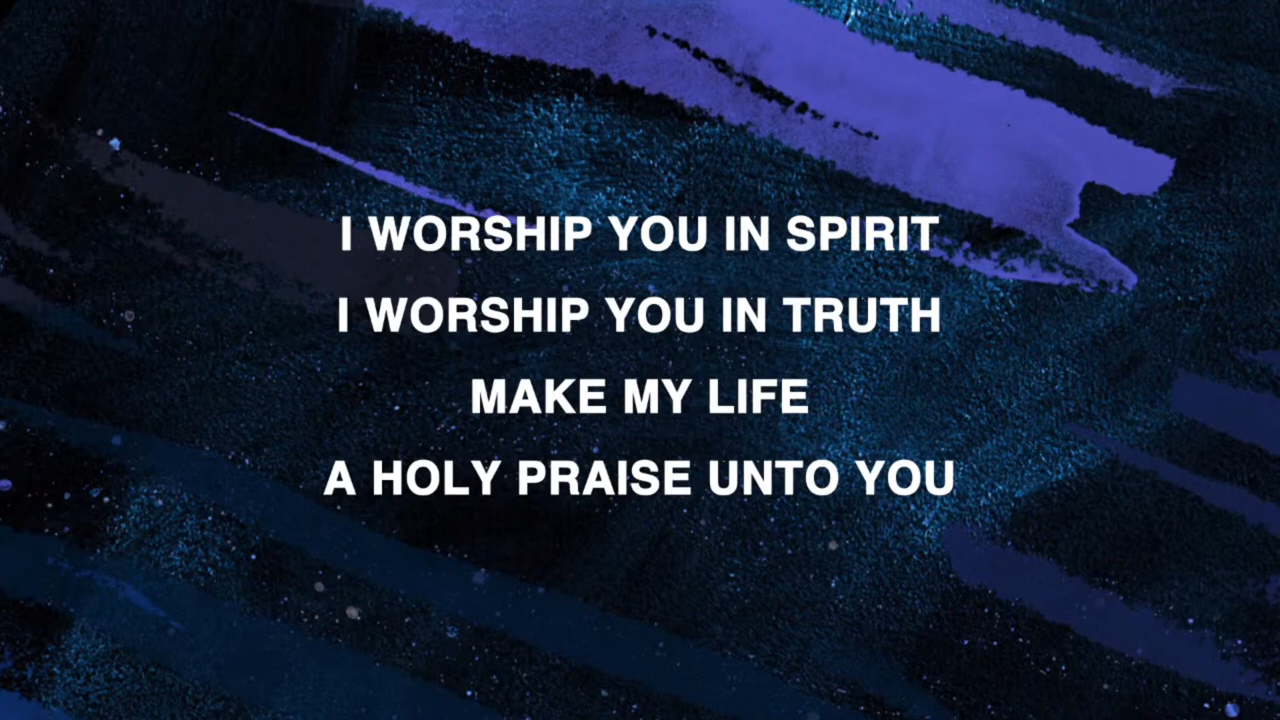 I WORSHIP YOU IN SPIRIT
I WORSHIP YOU IN TRUTH
MAKE MY LIFE
A HOLY PRAISE UNTO YOU